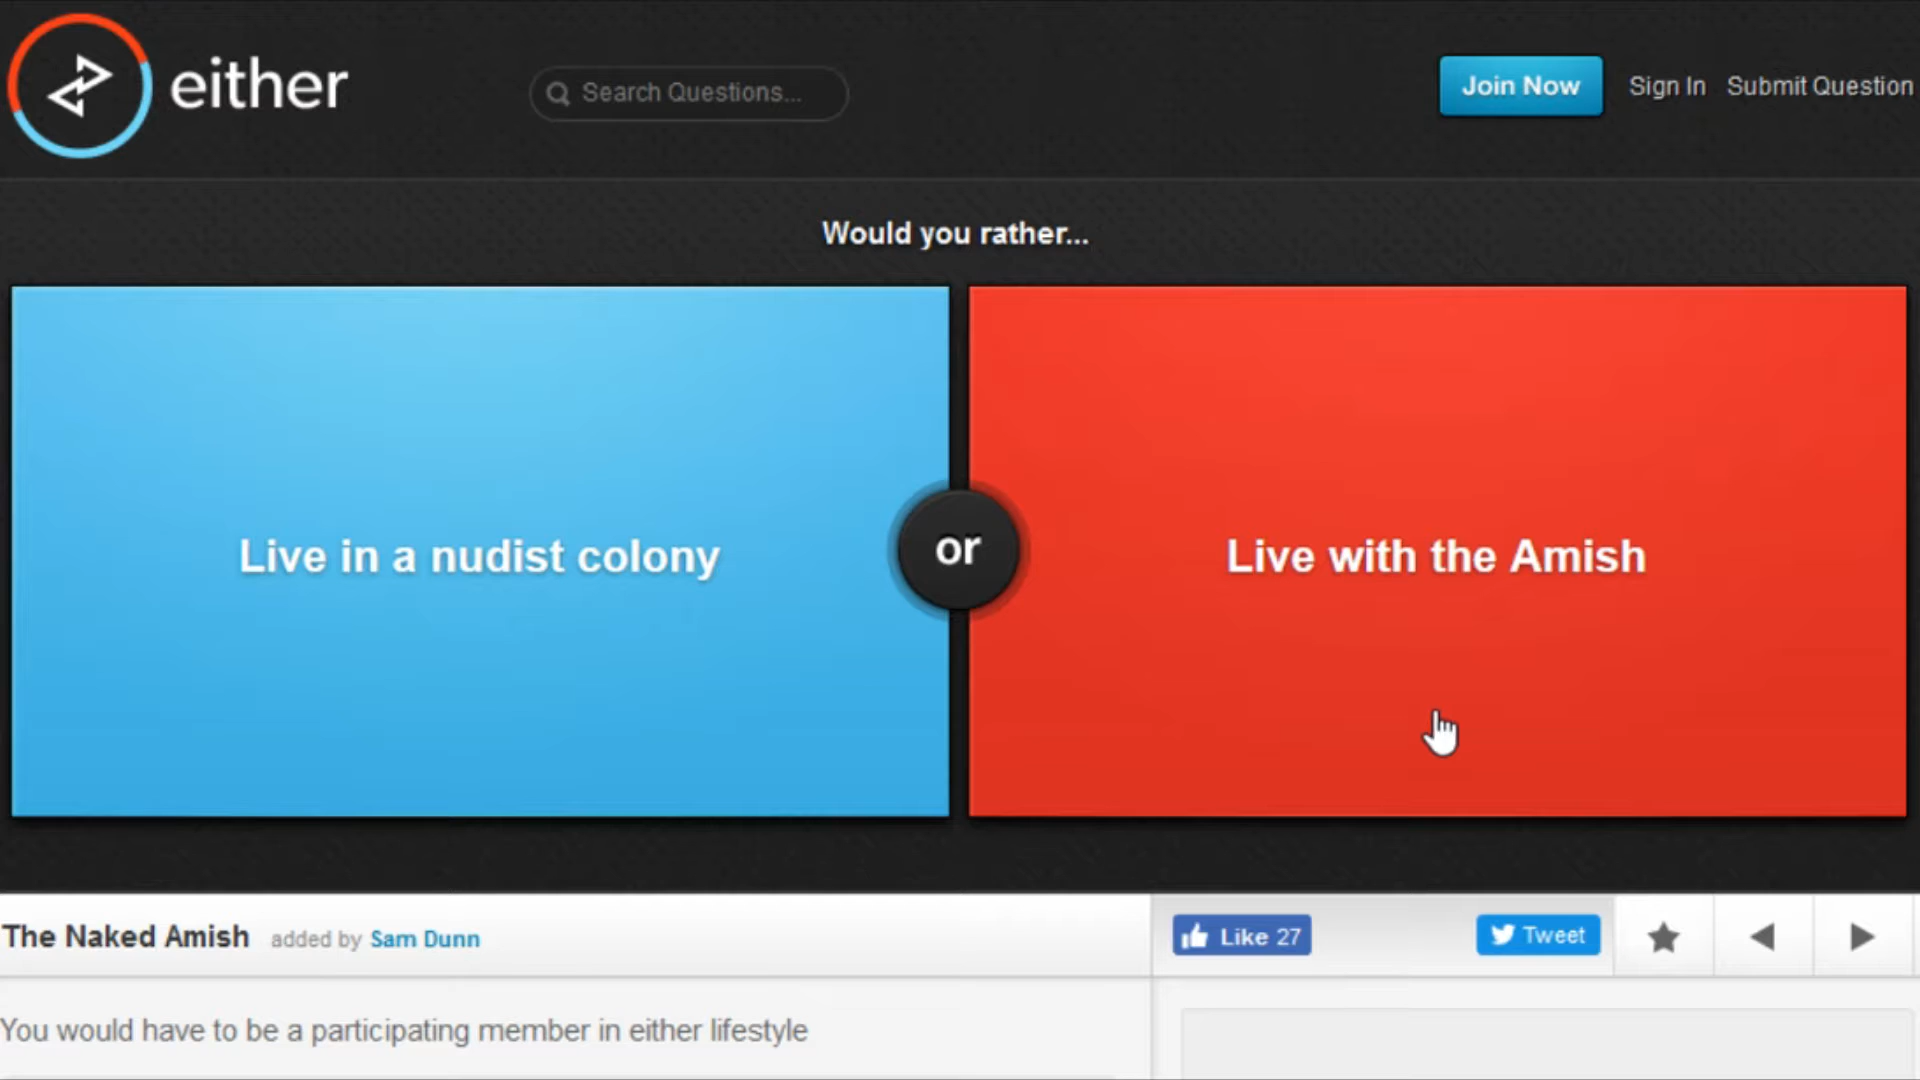 either
Search Questions...
Join Now
Sign In
Submit Question
Would you rather...
Live in a nudist colony
or
Live with the Amish
The Naked Amish added by Sam Dunn
Like 27
Tweet
You would have to be a participating member in either lifestyle